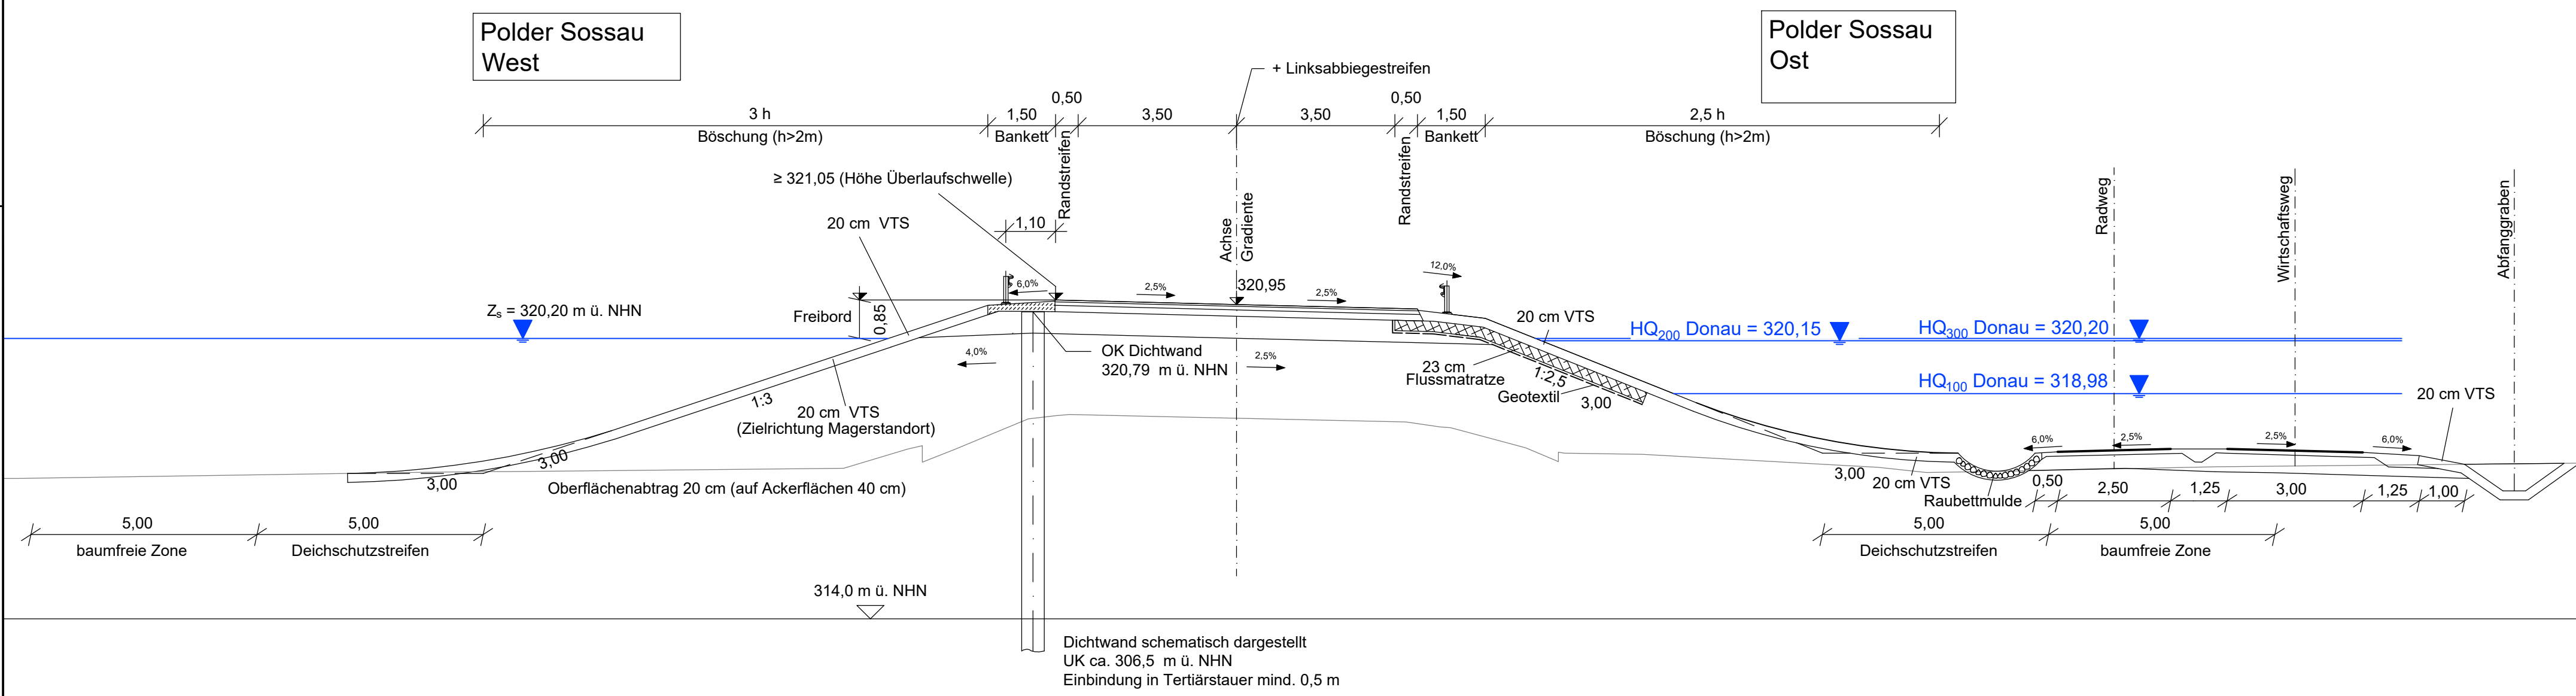 Polder Sossau
West
Polder Sossau
Ost
+ Linksabbiegestreifen
3 h
1,50
0,50
3,50
3,50
0,50
1,50
2,5 h
Böschung (h>2m)
Bankett
Randstreifen
Randstreifen
Bankett
Böschung (h>2m)
≥ 321,05 (Höhe Überlaufschwelle)
20 cm VTS
1,10
Achse
Gradiente
Radweg
Wirtschaftsweg
Abfanggraben
Zs = 320,20 m ü. NHN
Freibord
0,85
6,0%
2,5%
320,95
2,5%
12,0%
20 cm VTS
HQ200 Donau = 320,15
HQ300 Donau = 320,20
HQ100 Donau = 318,98
4,0%
OK Dichtwand
320,79 m ü. NHN
2,5%
23 cm
Flussmatratze
1:2,5
Geotextil
3,00
1:3
20 cm VTS
(Zielrichtung Magerstandort)
20 cm VTS
6,0%
2,5%
2,5%
6,0%
3,00
3,00
Oberflächenabtrag 20 cm (auf Ackerflächen 40 cm)
3,00
20 cm VTS
Raubettmulde
0,50
2,50
1,25
3,00
1,25
1,00
5,00
5,00
baumfreie Zone
Deichschutzstreifen
5,00
5,00
Deichschutzstreifen
baumfreie Zone
314,0 m ü. NHN
Dichtwand schematisch dargestellt
UK ca. 306,5 m ü. NHN
Einbindung in Tertiärstauer mind. 0,5 m